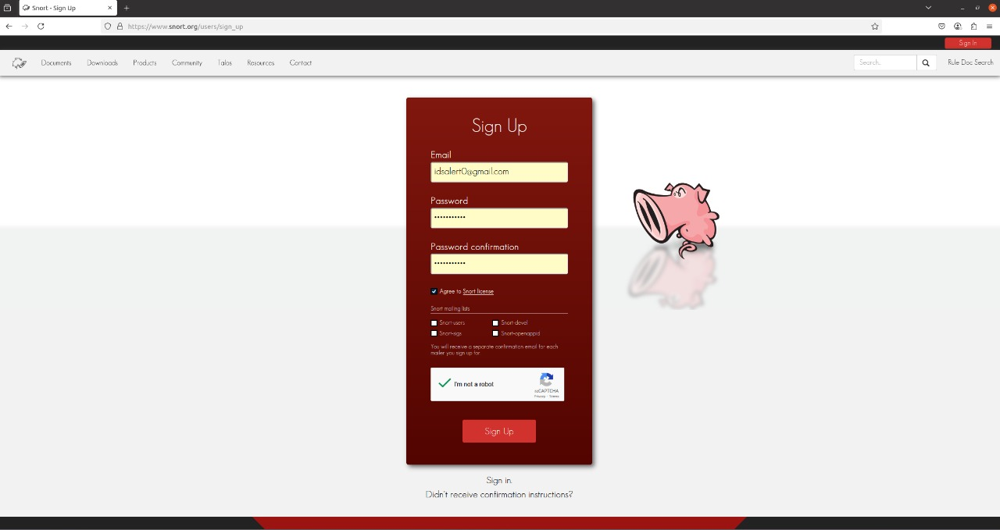 Snort - Sign Up
https://www.snort.org/users/sign_up
Sign In
Documents Downloads Products Community Talos Resources Contact Search.. Rule Doc Search
Sign Up
Email
idsalert0@gmail.com
Password
•••••••••••
Password confirmation
•••••••••••
Agree to Snort license
Snort mailing lists
Snort-users Snort-devel
Snort-sigs Snort-openappid
You will receive a separate confirmation email for each
mailer you sign up for
I'm not a robot
reCAPTCHA
Privacy - Terms
Sign Up
Sign in.
Didn't receive confirmation instructions?